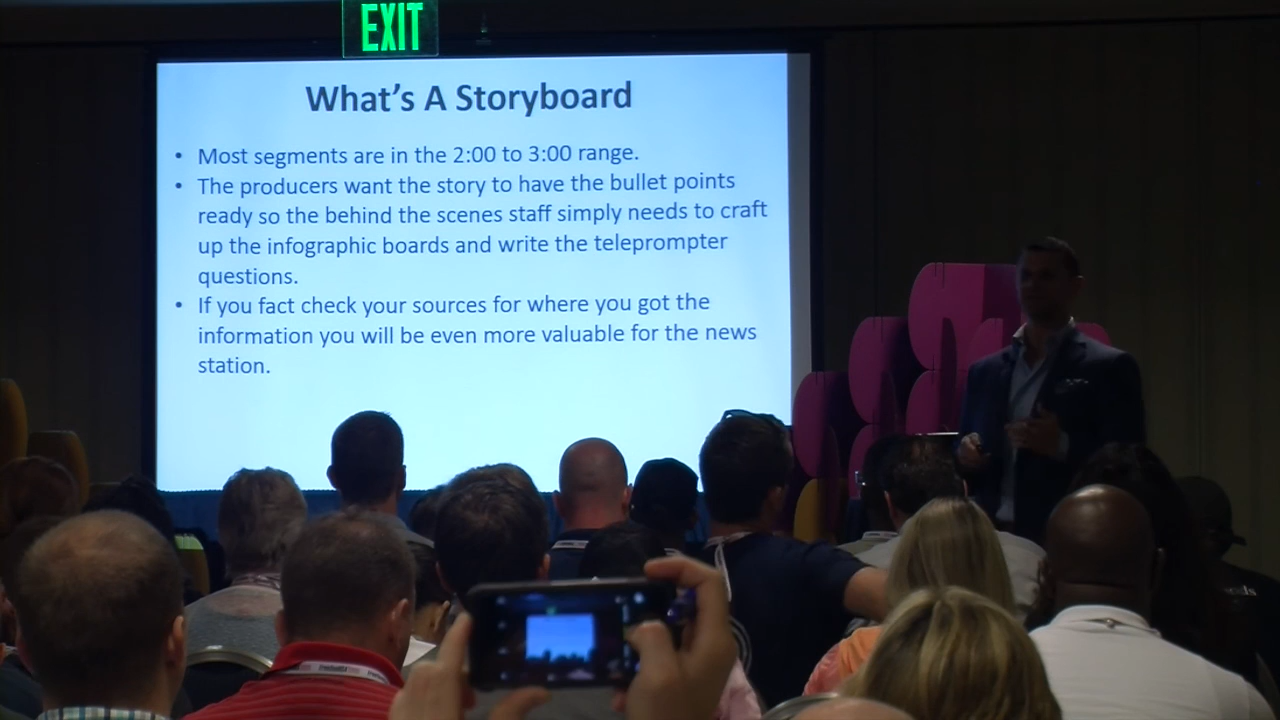 EXIT
What's A Storyboard
• Most segments are in the 2:00 to 3:00 range.
• The producers want the story to have the bullet points
ready so the behind the scenes staff simply needs to craft
up the infographic boards and write the teleprompter
questions.
• If you fact check your sources for where you got the
information you will be even more valuable for the news
station.